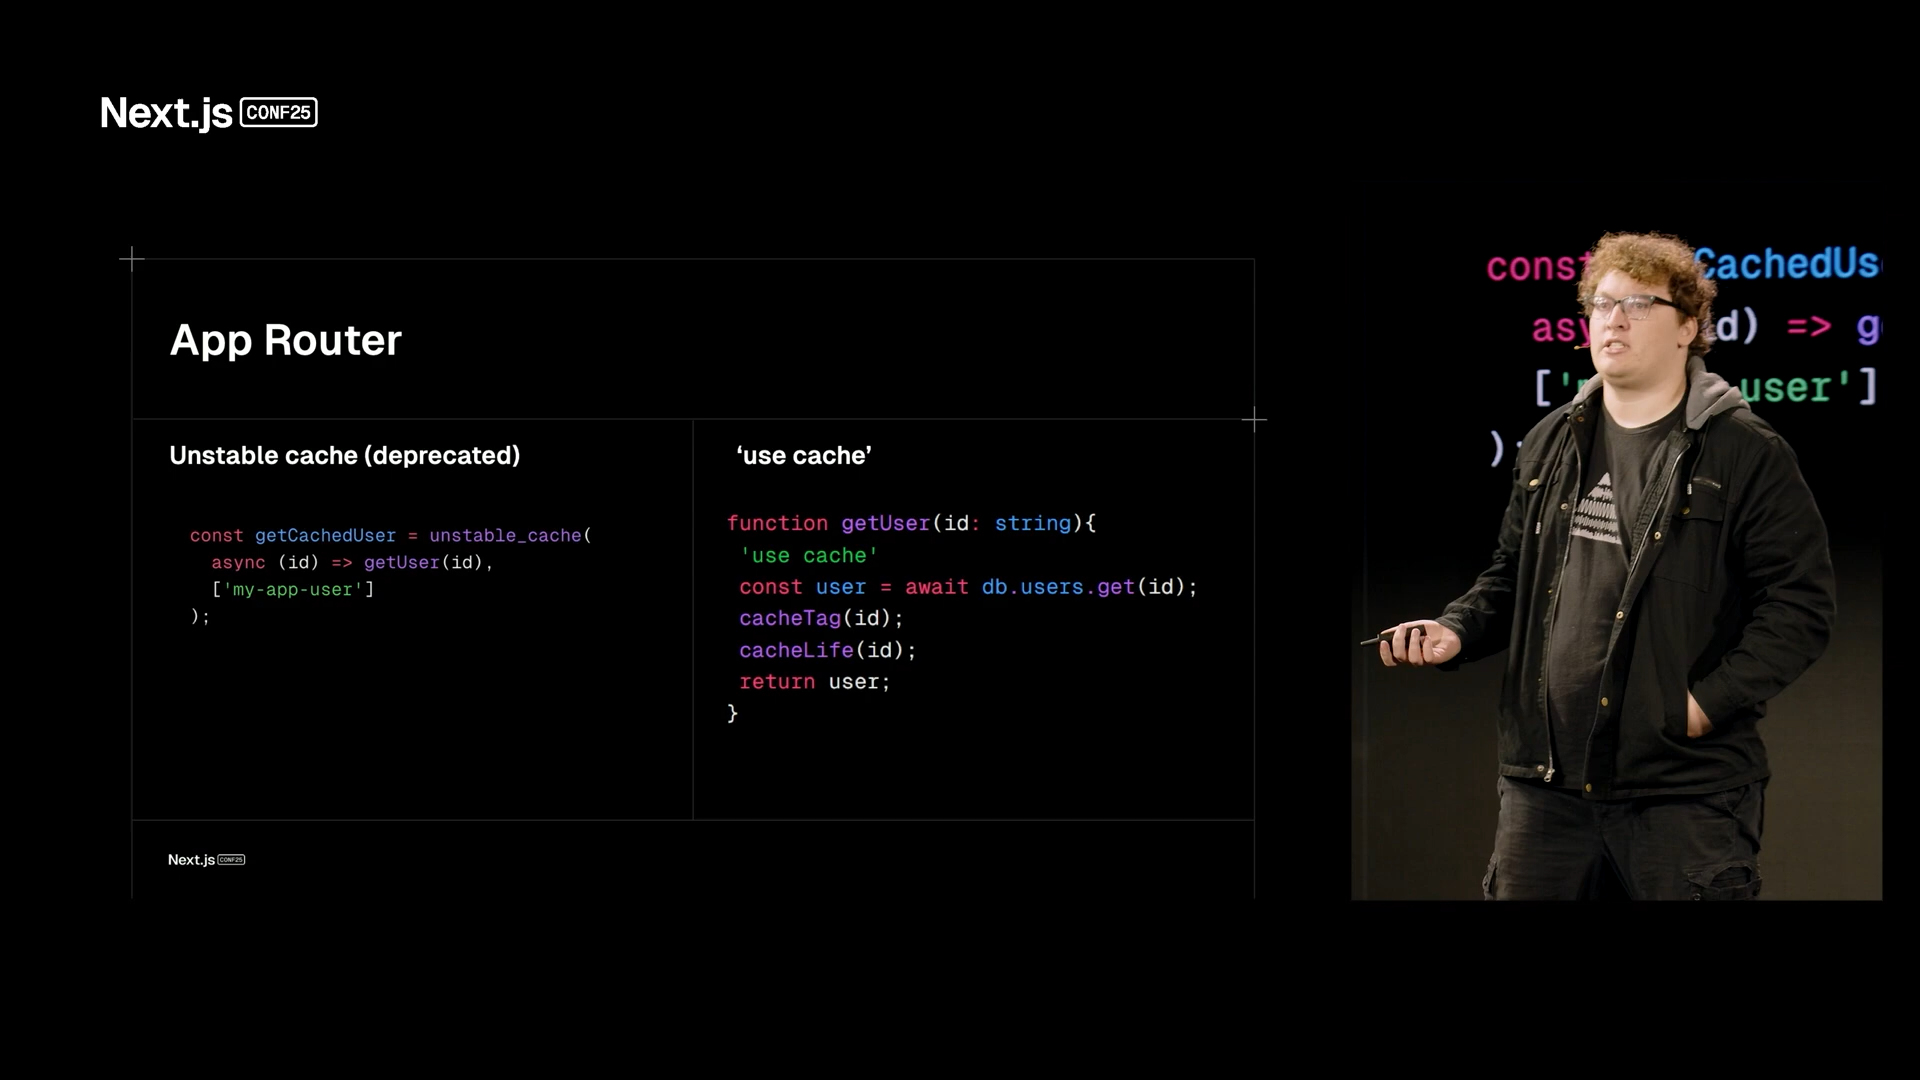 Next.js CONF25
App Router
Unstable cache (deprecated)
const getCachedUser = unstable_cache(
  async (id) => getUser(id),
  ['my-app-user']
);
‘use cache’
function getUser(id: string){
 'use cache'
 const user = await db.users.get(id);
 cacheTag(id);
 cacheLife(id);
 return user;
}
Next.js CONF25
CachedUs
d) =>
['
user']
)